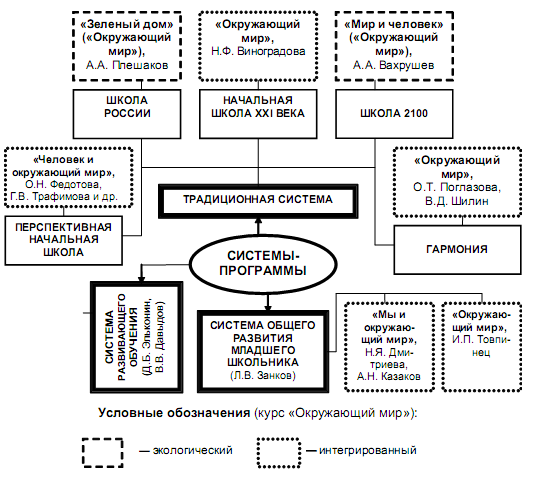 «Зеленый дом»
(«Окружающий
мир»),
А.А. Плешаков
«Окружающий
мир»,
Н.Ф. Виноградова
«Мир и человек»
(«Окружающий
мир»),
А.А. Вахрушев
ШКОЛА
РОССИИ
НАЧАЛЬНАЯ
ШКОЛА XXI ВЕКА
ШКОЛА 2100
«Человек и
окружающий мир»,
О.Н. Федотова,
Г.В. Трафимова и др.
«Окружающий
мир»,
О.Т. Поглазова,
В.Д. Шилин
ТРАДИЦИОННАЯ СИСТЕМА
ПЕРСПЕКТИВНАЯ
НАЧАЛЬНАЯ
ШКОЛА
ГАРМОНИЯ
СИСТЕМЫ-
ПРОГРАММЫ
СИСТЕМА
РАЗВИВАЮЩЕГО
ОБУЧЕНИЯ
(Д.Б. Эльконин,
В.В. Давыдов)
СИСТЕМА ОБЩЕГО
РАЗВИТИЯ
МЛАДШЕГО
ШКОЛЬНИКА
(Л.В. Занков)
«Мы и
окружаю-
щий мир»,
Н.Я. Дми-
триева,
А.Н. Казаков
«Окружаю-
щий мир»,
И.П. Товпи-
нец
Условные обозначения (курс «Окружающий мир»):
— экологический
— интегрированный